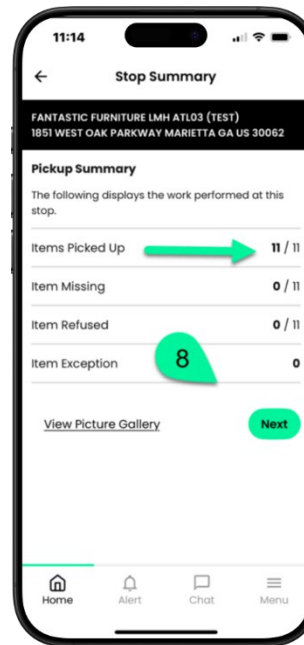 11:14
Stop Summary
FANTASTIC FURNITURE LMH ATL03 (TEST)
1851 WEST OAK PARKWAY MARIETTA GA US 30062
Pickup Summary
The following displays the work performed at this
stop.
Items Picked Up 11 / 11
Item Missing 0 / 11
Item Refused 0 / 11
Item Exception 0
8
View Picture Gallery Next
Home Alert Chat Menu